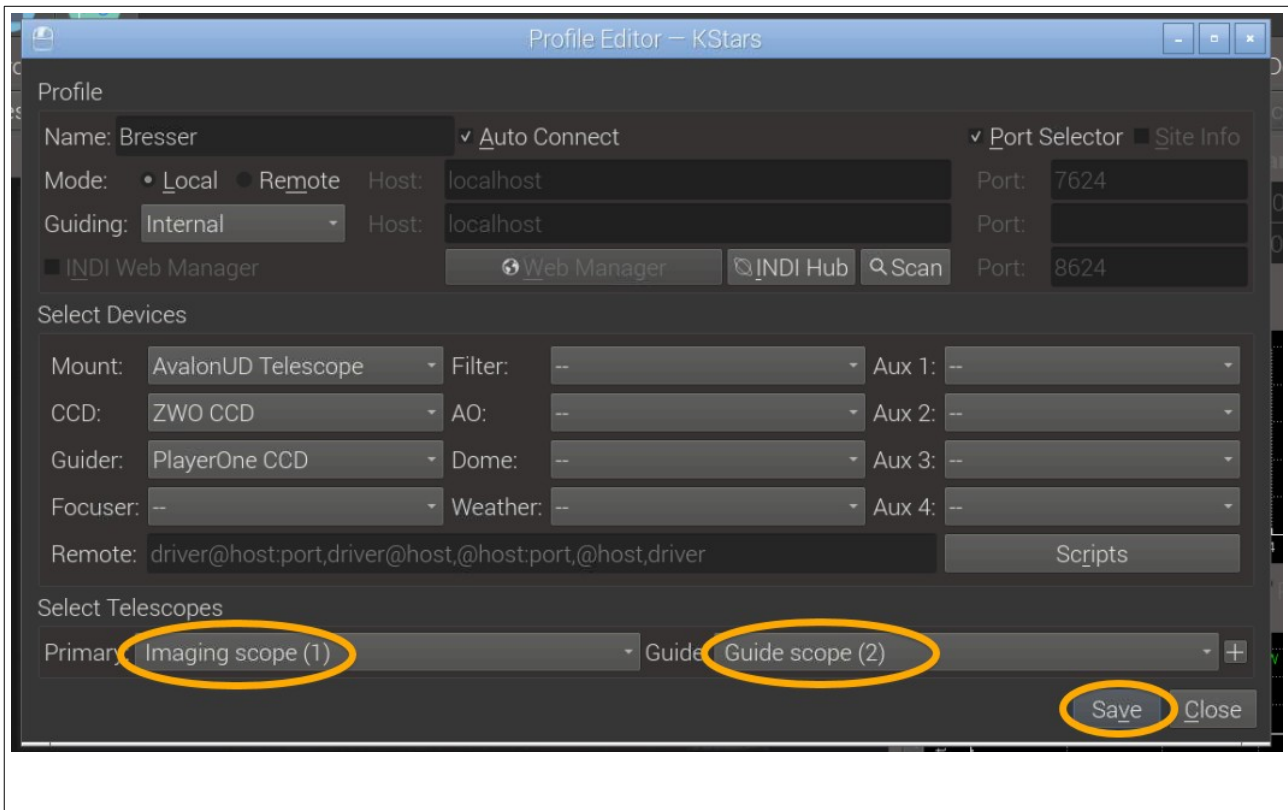 Profile Editor — KStars
Profile
Name: Bresser Auto Connect Port Selector Site Info
Mode: Local Remote Host: localhost Port: 7624
Guiding: Internal Host: localhost Port:
INDI Web Manager Web Manager INDI Hub Scan Port: 8624
Select Devices
Mount: AvalonUD Telescope Filter: -- Aux 1: --
CCD: ZWO CCD AO: -- Aux 2: --
Guider: PlayerOne CCD Dome: -- Aux 3: --
Focuser: -- Weather: -- Aux 4: --
Remote: driver@host:port,driver@host,@host:port,@host,driver Scripts
Select Telescopes
Primary Imaging scope (1) Guide Guide scope (2) +
Save Close